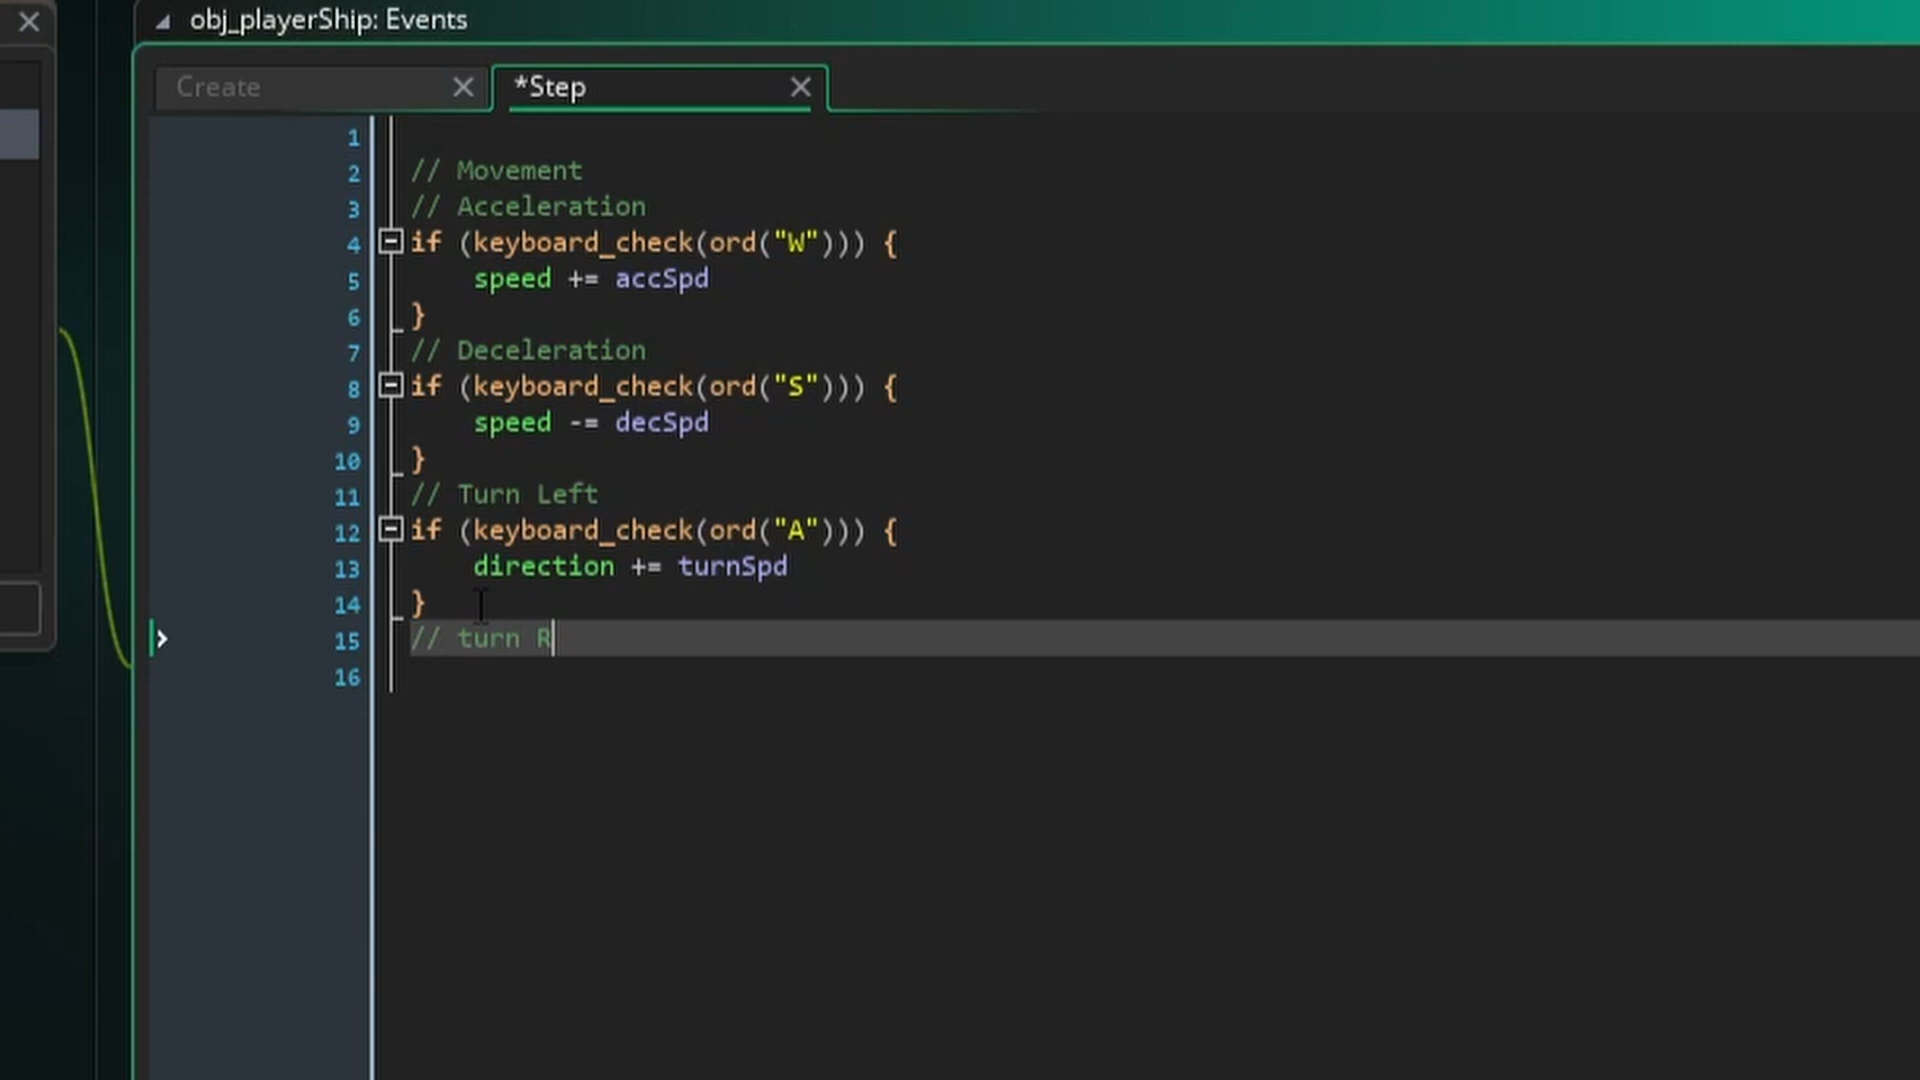 obj_playerShip: Events
Create
*Step
1
2 // Movement
3 // Acceleration
4 if (keyboard_check(ord("W"))) {
5 speed += accSpd
6 }
7 // Deceleration
8 if (keyboard_check(ord("S"))) {
9 speed -= decSpd
10 }
11 // Turn Left
12 if (keyboard_check(ord("A"))) {
13 direction += turnSpd
14 }
15 // turn R
16